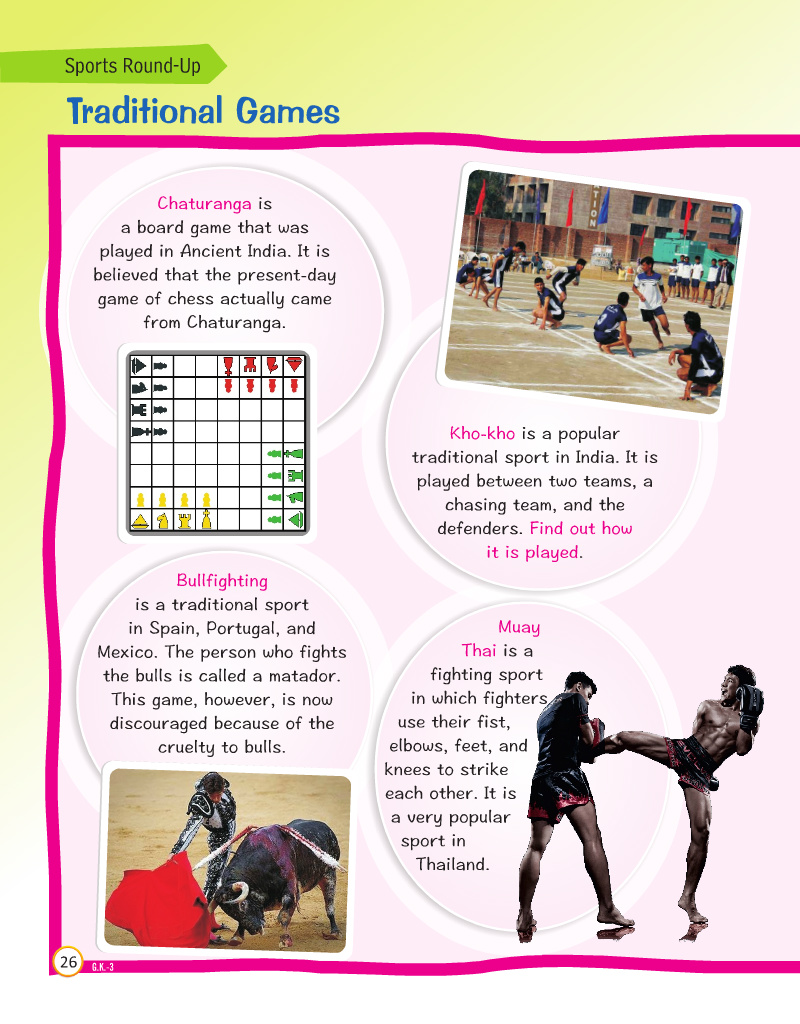 Sports Round-Up
Traditional Games
Chaturanga is
a board game that was
played in Ancient India. It is
believed that the present-day
game of chess actually came
from Chaturanga.
TION
Kho-kho is a popular
traditional sport in India. It is
played between two teams, a
chasing team, and the
defenders. Find out how
it is played.
Bullfighting
is a traditional sport
in Spain, Portugal, and
Mexico. The person who fights
the bulls is called a matador.
This game, however, is now
discouraged because of the
cruelty to bulls.
Muay
Thai is a
fighting sport
in which fighters
use their fist,
elbows, feet, and
knees to strike
each other. It is
a very popular
sport in
Thailand.
26
G.K.-3